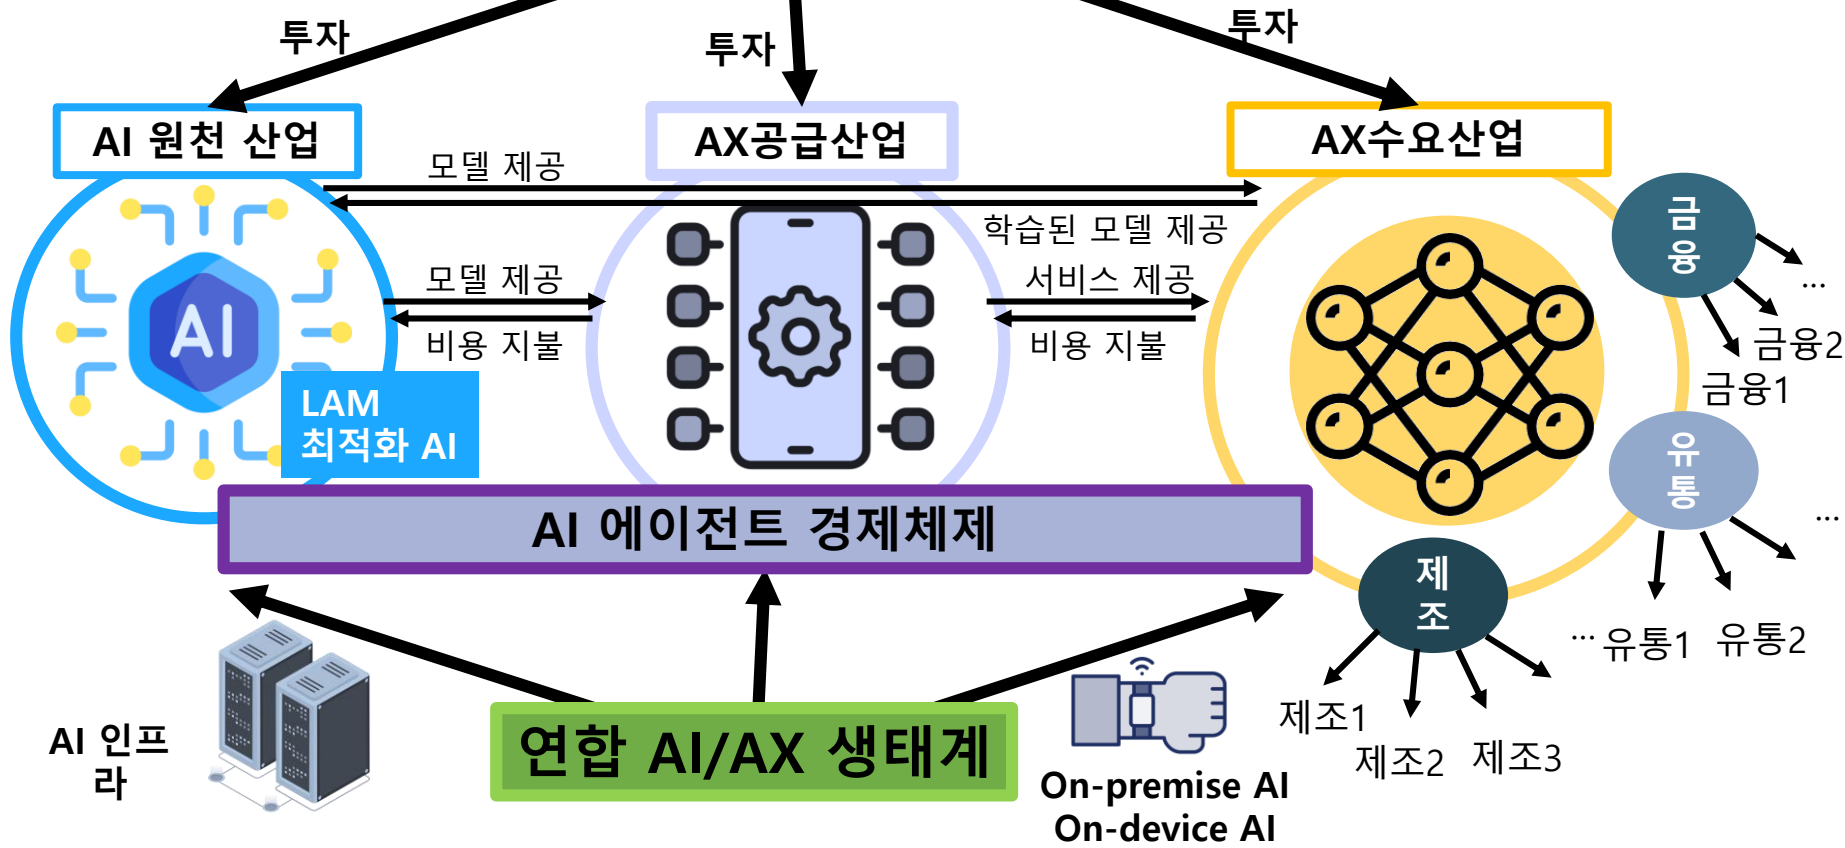 투자
투자
투자
AI 원천 산업
AX공급산업
AX수요산업
모델 제공
학습된 모델 제공
모델 제공
비용 지불
서비스 제공
비용 지불
AI
LAM
최적화 AI
금
융
...
금융2
금융1
유
통
...
유통1
유통2
AI 에이전트 경제체제
제
조
...
제조1
제조2
제조3
AI 인프
라
연합 AI/AX 생태계
On-premise AI
On-device AI